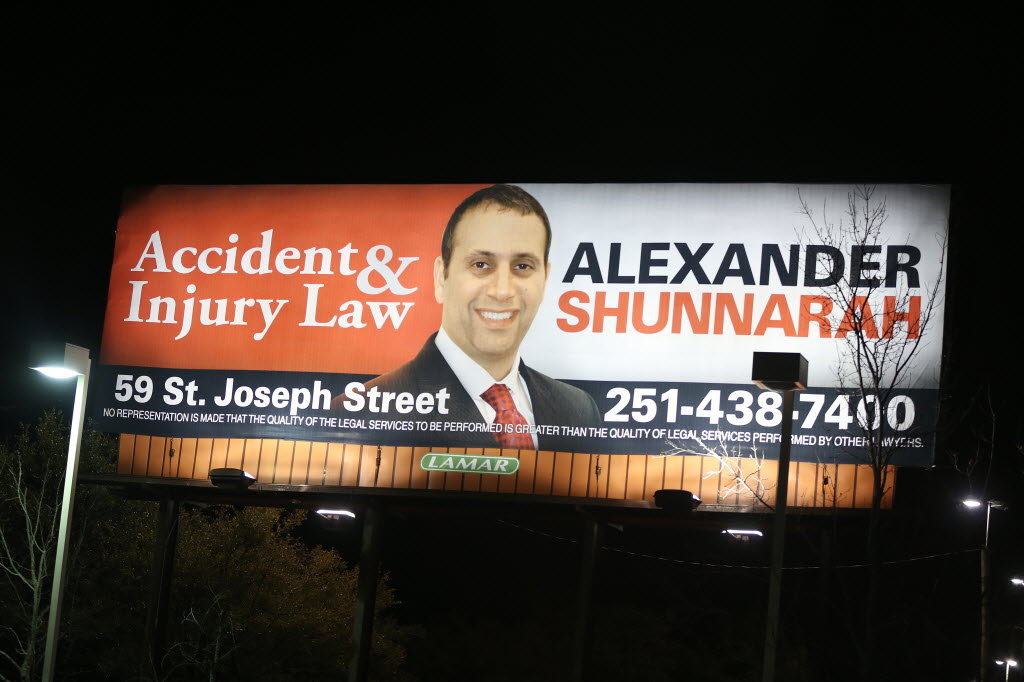 Accident &
Injury Law
ALEXANDER
SHUNNARAH
59 St. Joseph Street
251-438-7400
NO REPRESENTATION IS MADE THAT THE QUALITY OF THE LEGAL SERVICES TO BE PERFORMED IS GREATER THAN THE QUALITY OF LEGAL SERVICES PERFORMED BY OTHER LAWYERS.
LAMAR